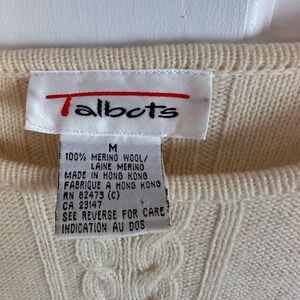 Talbots
M
100% MERINO WOOL/
LAINE MERINO
MADE IN HONG KONG
FABRIQUE A HONG KONG
RN 82473 (C)
CA 23147
SEE REVERSE FOR CARE
INDICATION AU DOS